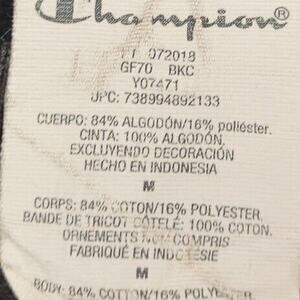 Champion®
072018
GF70 BKC
Y07471
UPC: 738994892133
CUERPO: 84% ALGODÓN/16% poliéster.
CINTA: 100% ALGODÓN.
EXCLUYENDO DECORACIÓN
HECHO EN INDONESIA
M
CORPS: 84% COTON/16% POLYESTER.
BANDE DE TRICOT CÔTELÉ: 100% COTON.
ORNEMENTS NON COMPRIS
FABRIQUÉ EN INDONÉSIE
M
BODY: 84% COTTON/16% POLYESTER